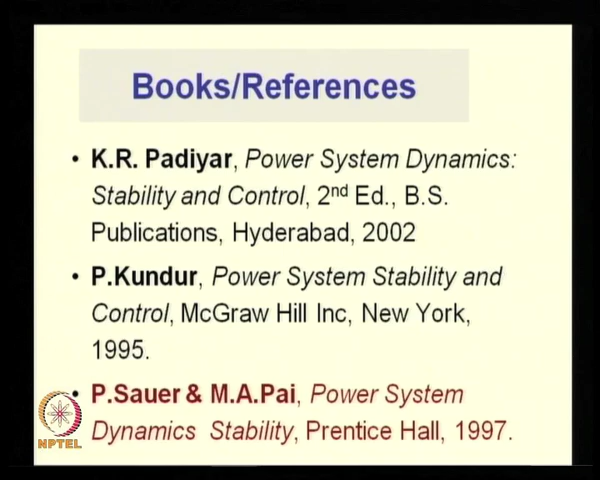 Books/References
• K.R. Padiyar, Power System Dynamics:
Stability and Control, 2nd Ed., B.S.
Publications, Hyderabad, 2002
• P.Kundur, Power System Stability and
Control, McGraw Hill Inc, New York,
1995.
• P.Sauer & M.A.Pai, Power System
Dynamics Stability, Prentice Hall, 1997.
NPTEL